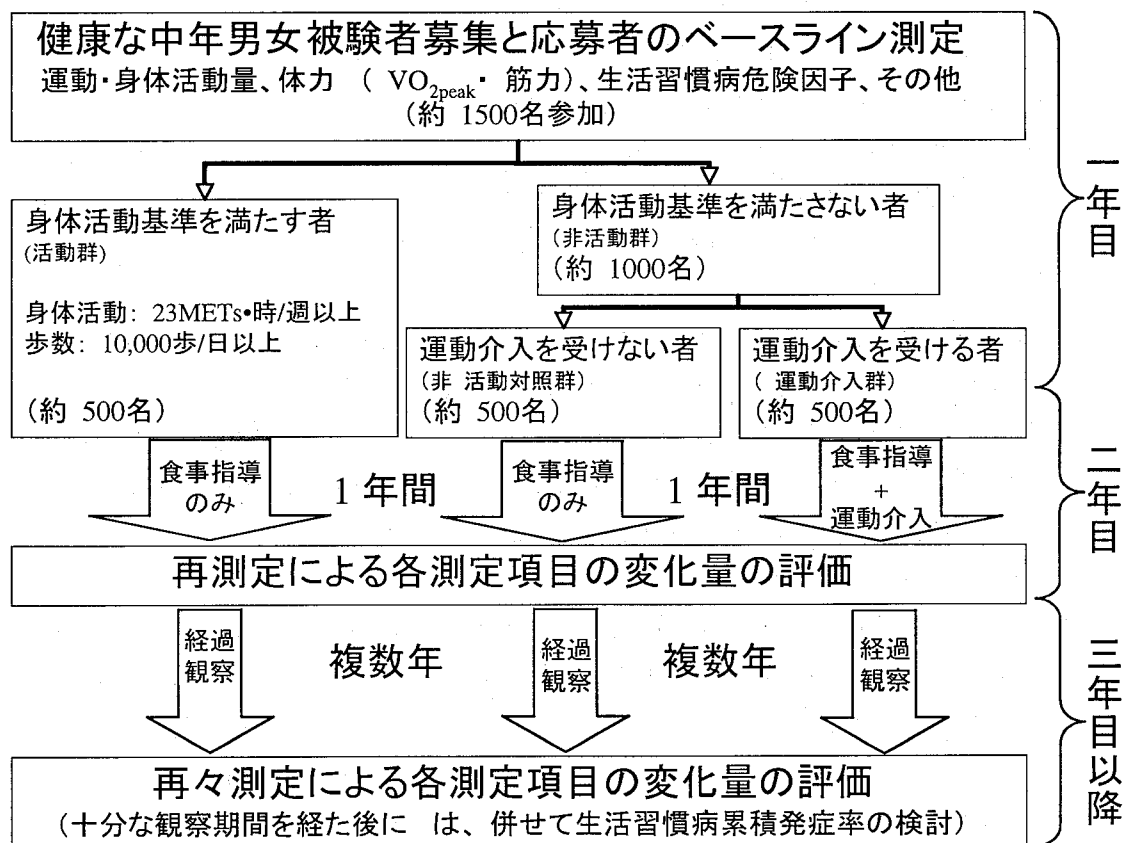 健康な中年男女被験者募集と応募者のベースライン測定
運動・身体活動量、体力 ( VO2peak・ 筋力)、生活習慣病危険因子、その他
(約 1500名参加)
身体活動基準を満たす者
(活動群)
身体活動: 23METs•時/週以上
歩数: 10,000歩/日以上
(約 500名)
身体活動基準を満たさない者
(非活動群)
(約 1000名)
運動介入を受けない者
(非 活動対照群)
(約 500名)
運動介入を受ける者
( 運動介入群)
(約 500名)
一年目
食事指導
のみ
1 年間
食事指導
のみ
1 年間
食事指導
+
運動介入
二年目
再測定による各測定項目の変化量の評価
経過
観察
複数年
経過
観察
複数年
経過
観察
三年目以降
再々測定による各測定項目の変化量の評価
(十分な観察期間を経た後に は、併せて生活習慣病累積発症率の検討)